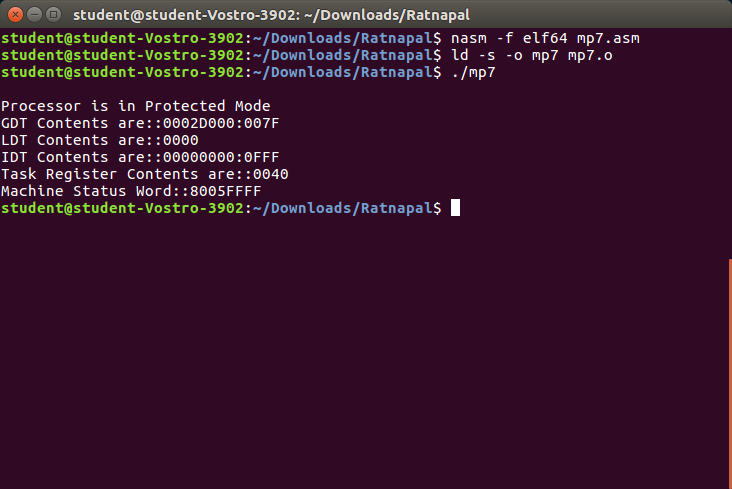 student@student-Vostro-3902: ~/Downloads/Ratnapal
student@student-Vostro-3902:~/Downloads/Ratnapal$ nasm -f elf64 mp7.asm
student@student-Vostro-3902:~/Downloads/Ratnapal$ ld -s -o mp7 mp7.o
student@student-Vostro-3902:~/Downloads/Ratnapal$ ./mp7
Processor is in Protected Mode
GDT Contents are::0002D000:007F
LDT Contents are::0000
IDT Contents are::00000000:0FFF
Task Register Contents are::0040
Machine Status Word::8005FFFF
student@student-Vostro-3902:~/Downloads/Ratnapal$